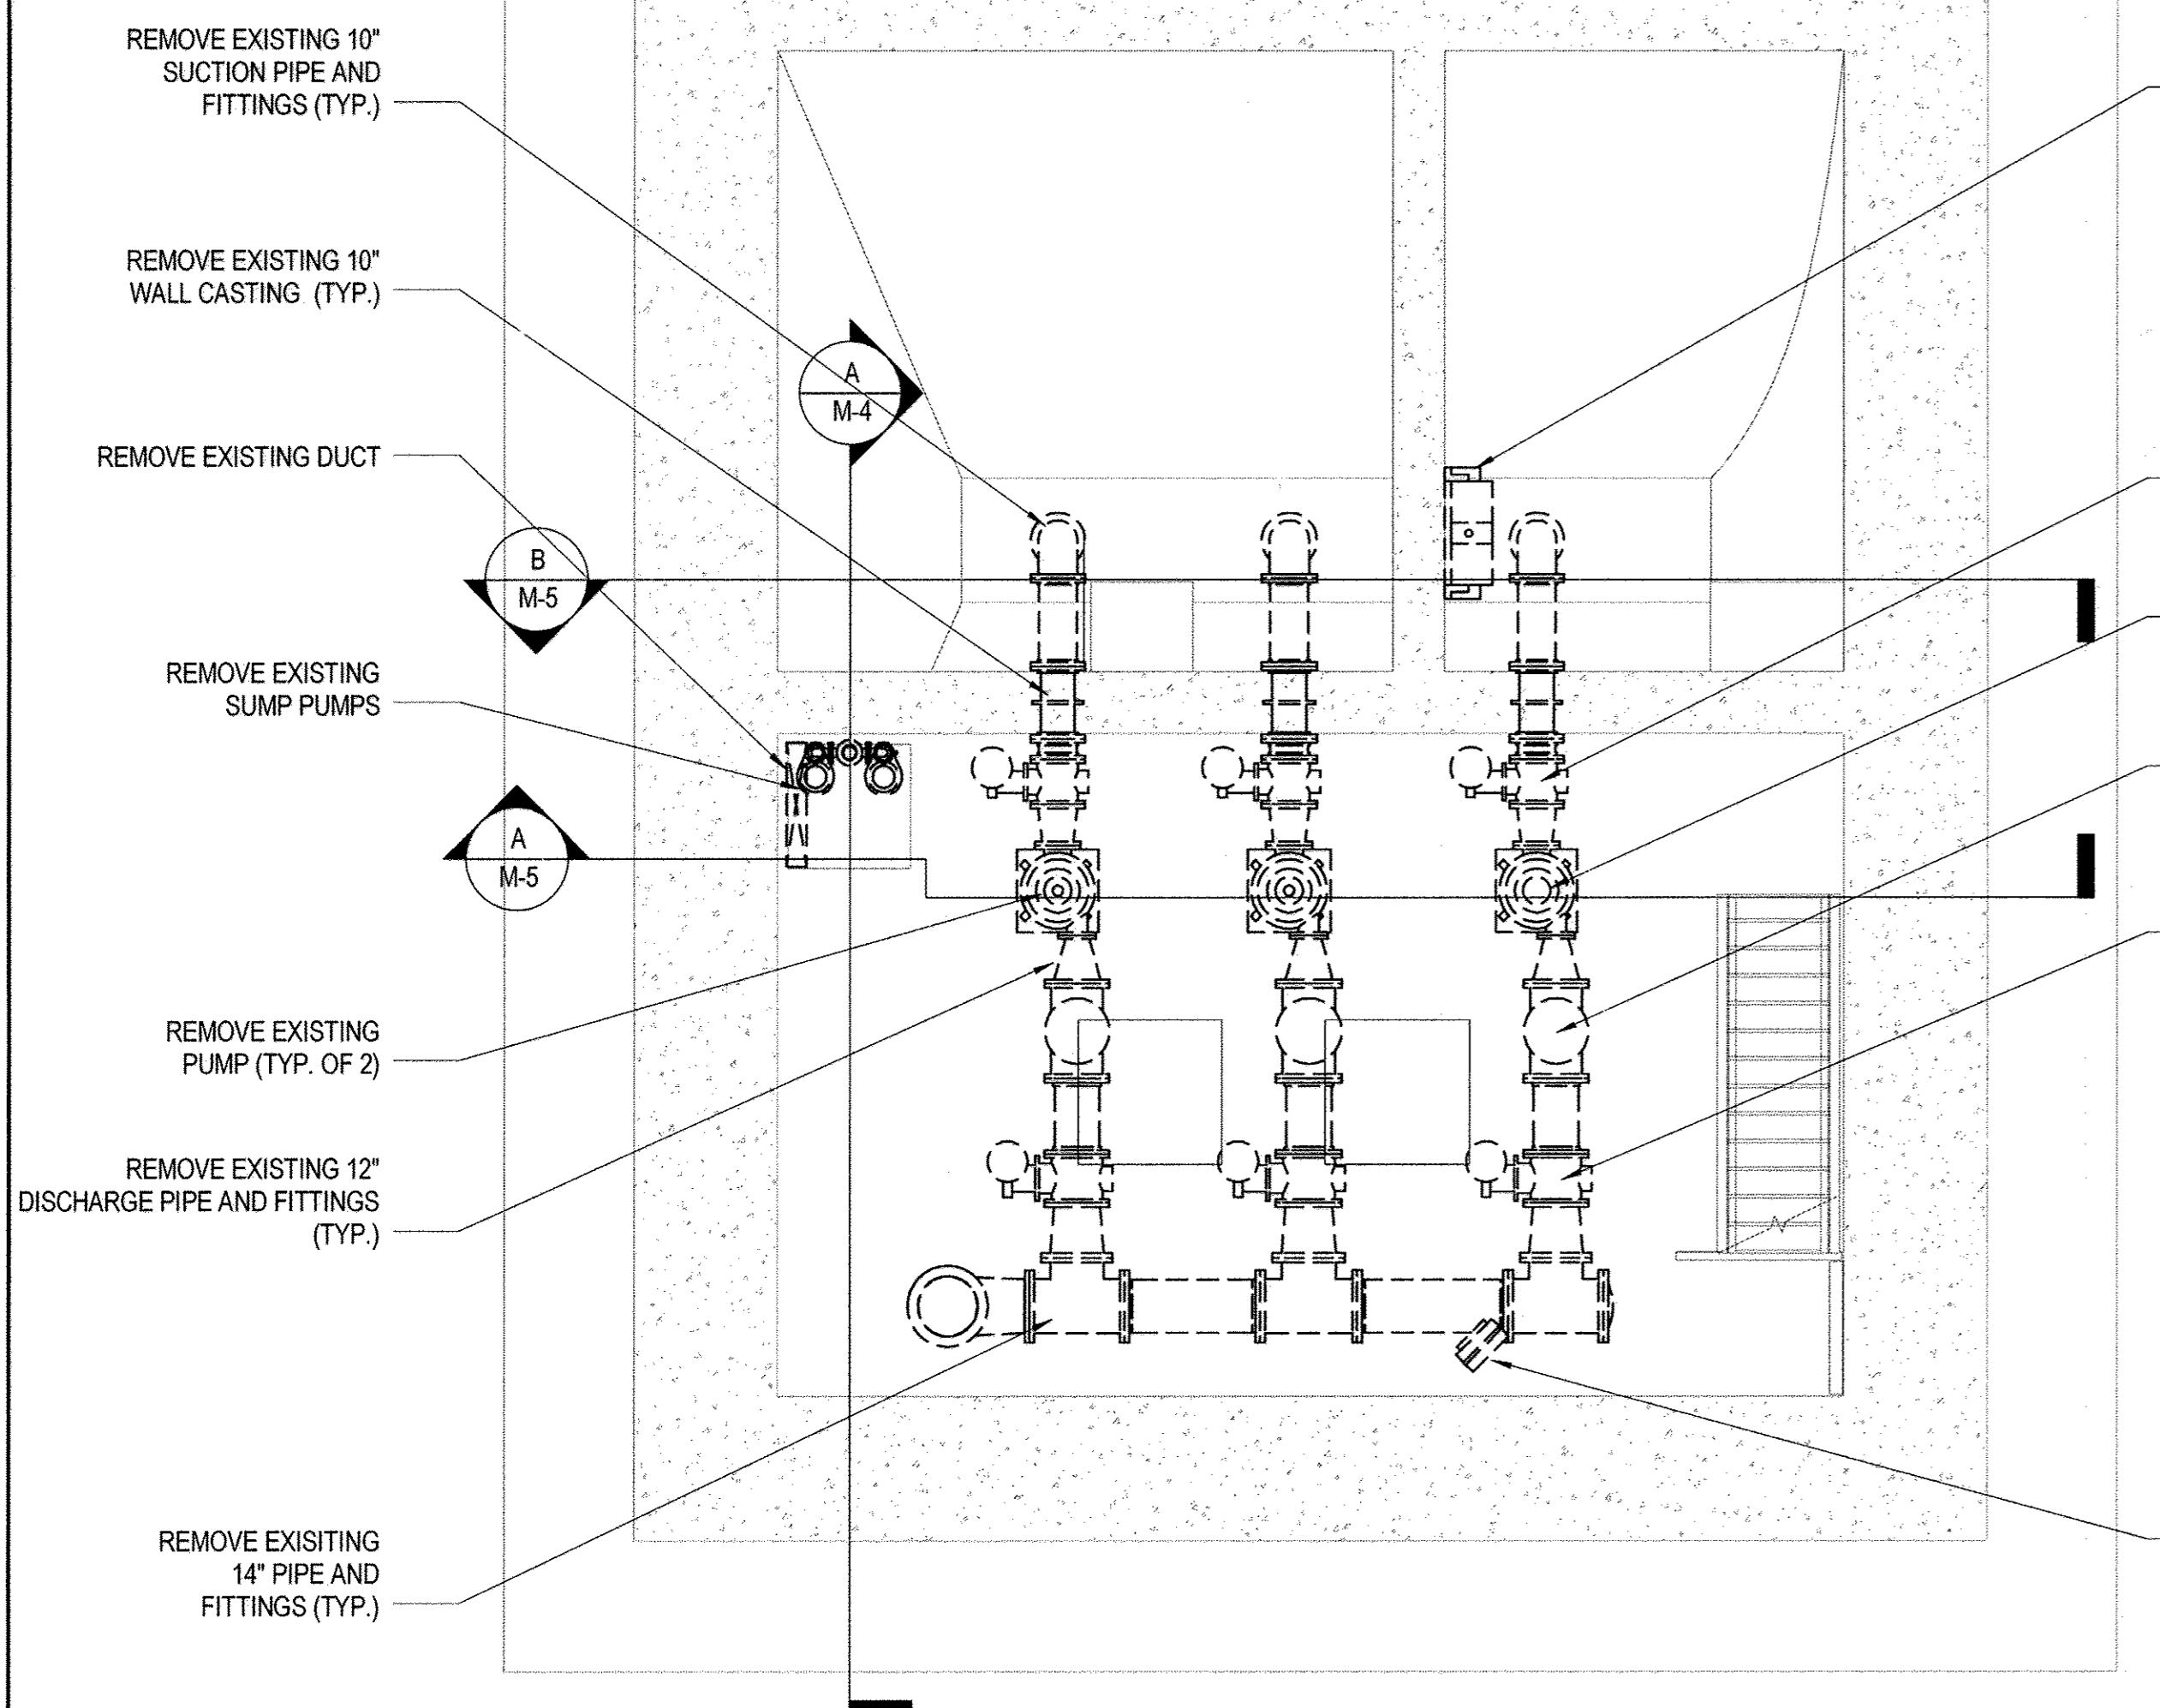 REMOVE EXISTING 10"
SUCTION PIPE AND
FITTINGS (TYP.)
REMOVE EXISTING 10"
WALL CASTING (TYP.)
A
M-4
REMOVE EXISTING DUCT
B
M-5
REMOVE EXISTING
SUMP PUMPS
A
M-5
REMOVE EXISTING
PUMP (TYP. OF 2)
REMOVE EXISTING 12"
DISCHARGE PIPE AND FITTINGS
(TYP.)
REMOVE EXISITING
14" PIPE AND
FITTINGS (TYP.)